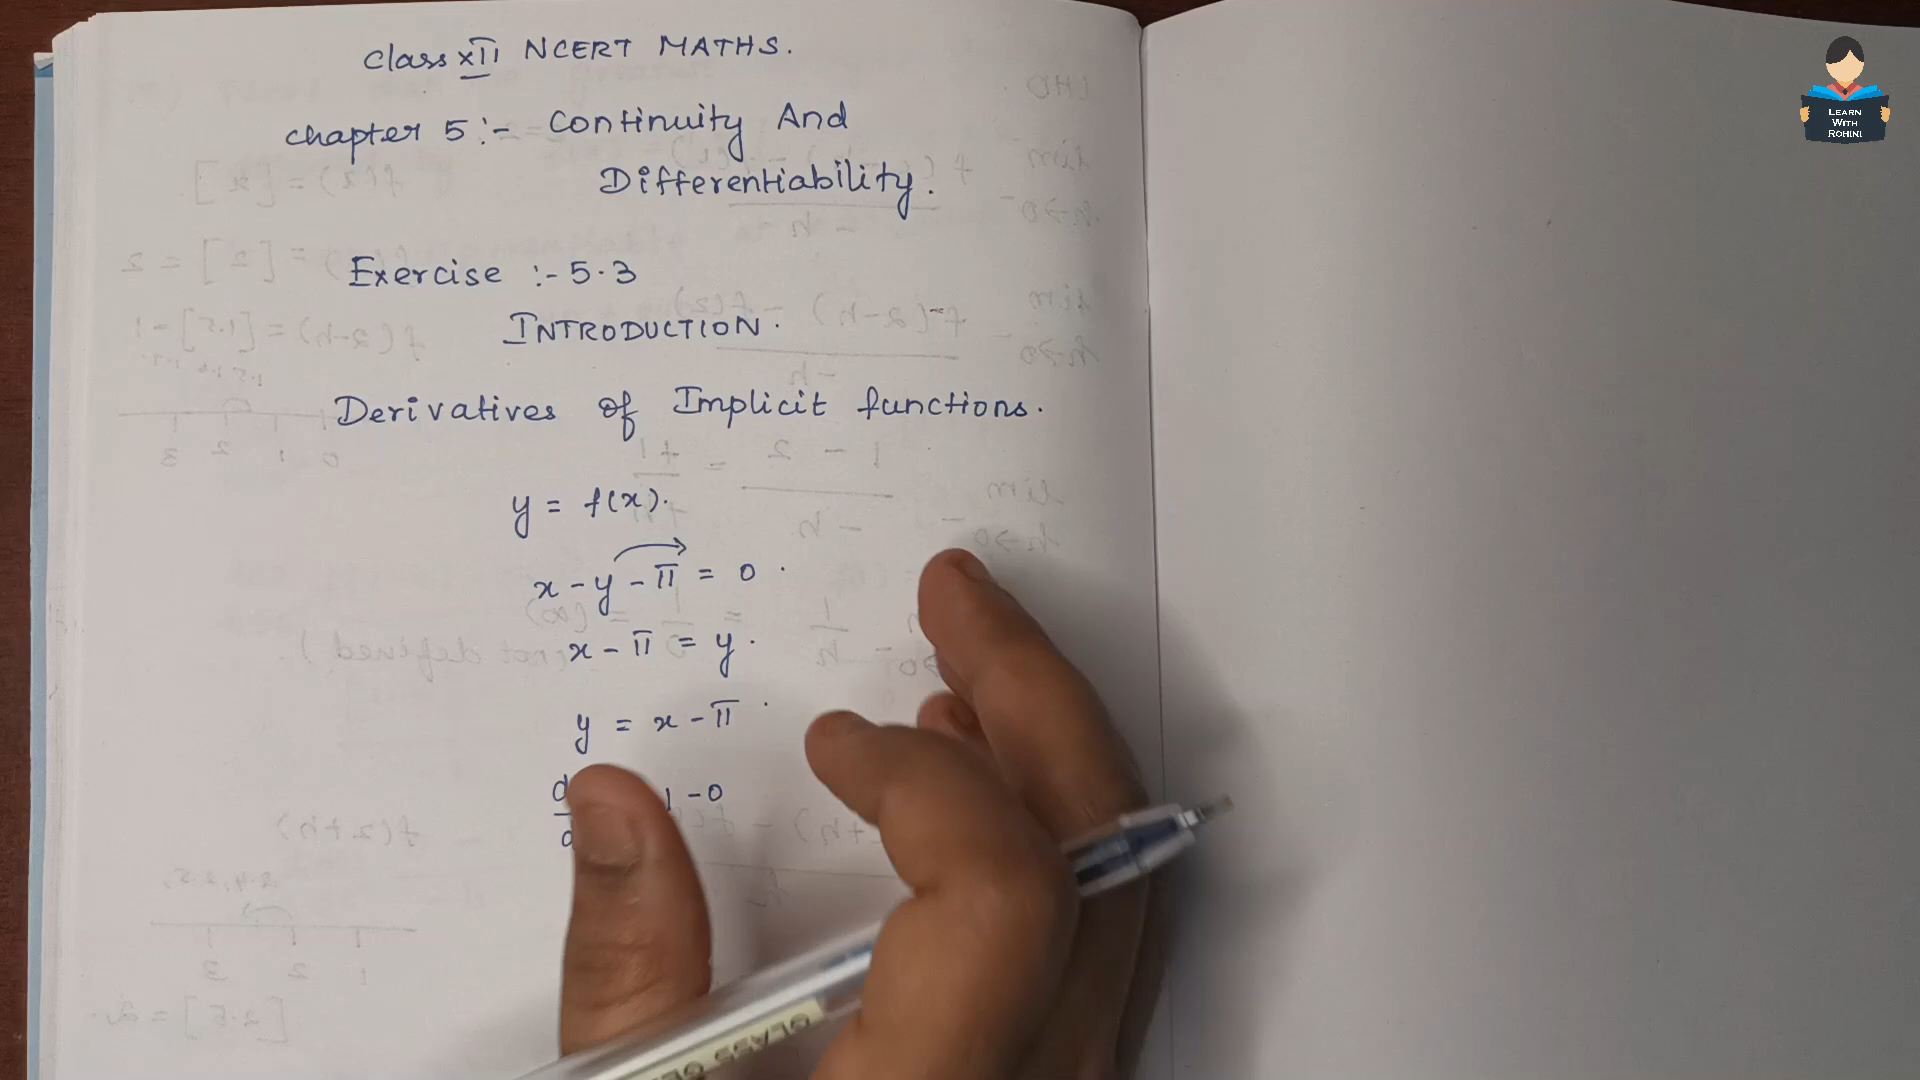 Class XII NCERT MATHS.
Chapter 5:- Continuity And
Differentiability.
Exercise :- 5.3
INTRODUCTION.
Derivatives of Implicit functions.
y = f(x).
x - y - π = 0.
x - π = y.
y = x - π
1 - 0
LEARN
WITH
ROHINI